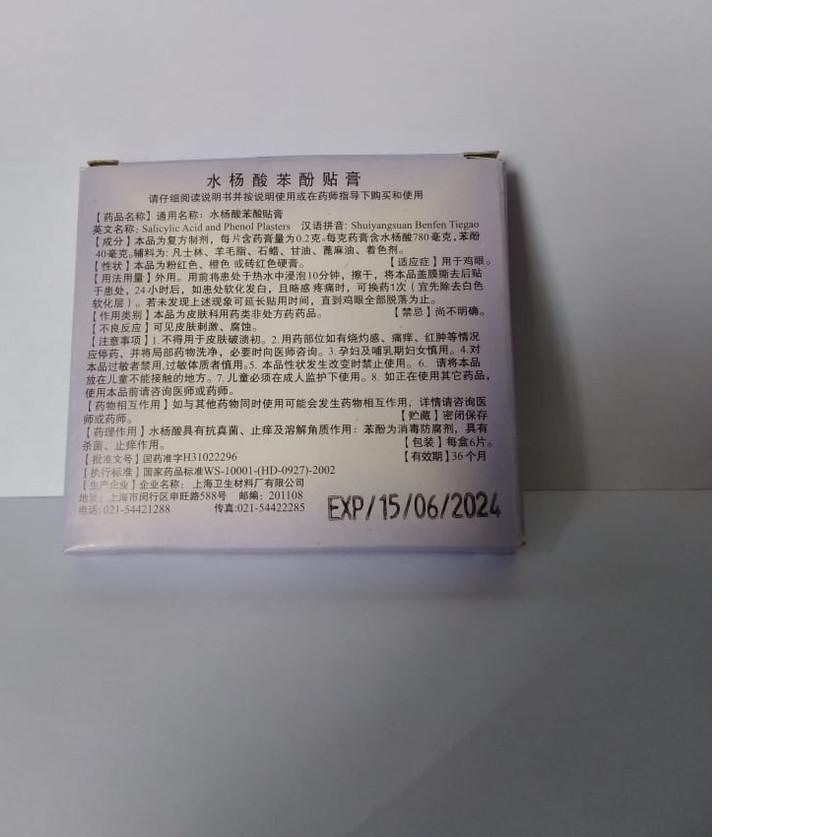 水杨酸苯酚贴膏
请仔细阅读说明书并按说明使用或在药师指导下购买和使用
【药品名称】通用名称：水杨酸苯酸贴膏
英文名称: Salicylic Acid and Phenol Plasters 汉语拼音: Shuiyangsuan Benfen Tiegao
【成分】本品为复方制剂，每片含药膏量为0.2克。每克药膏含水杨酸780毫克，苯酚
40毫克。辅料为：凡士林、羊毛脂、石蜡、甘油、蓖麻油、着色剂。
【性状】本品为粉红色、橙色 或砖红色硬膏。 【适应症】用于鸡眼。
【用法用量】外用。用前将患处于热水中浸泡10分钟，擦干，将本品盖膜撕去后贴
于患处，24小时后，如患处软化发白，且略感 疼痛时，可换药1次（宜先除去白色
软化层）。若未发现上述现象可延长贴用时间，直到鸡眼全部脱落为止。
【作用类别】本品为皮肤科用药类非处方药药品。 【禁忌】尚不明确。
【不良反应】可见皮肤刺激、腐蚀。
【注意事项】1.不得用于皮肤破溃初。2.用药部位如有烧灼感、痛痒、红肿等情况
应停药，并将局部药物洗净，必要时向医师咨询。3.孕妇及哺乳期妇女慎用。4.对
本品过敏者禁用,过敏体质者慎用。5. 本品性状发生改变时禁止使用。6. 请将本品
放在儿童不能接触的地方。7.儿童必须在成人监护下使用。8. 如正在使用其它药品，
使用本品前请咨询医师或药师。
【药物相互作用】如与其他药物同时使用可能会发生药物相互作用，详情请咨询医
师或药师。 【贮藏】密闭保存
【药理作用】水杨酸具有抗真菌、止痒及溶解角质作用：苯酚为消毒防腐剂，具有
杀菌、止痒作用。 【包装】每盒6片。
【批准文号】国药准字H31022296 【有效期】36个月
【执行标准】国家药品标准WS-10001-(HD-0927)-2002
【生产企业】企业名称： 上海卫生材料厂有限公司
地址：上海市闵行区申旺路588号 邮编：201108
电话: 021-54421288 传真:021-54422285
EXP/15/06/2024